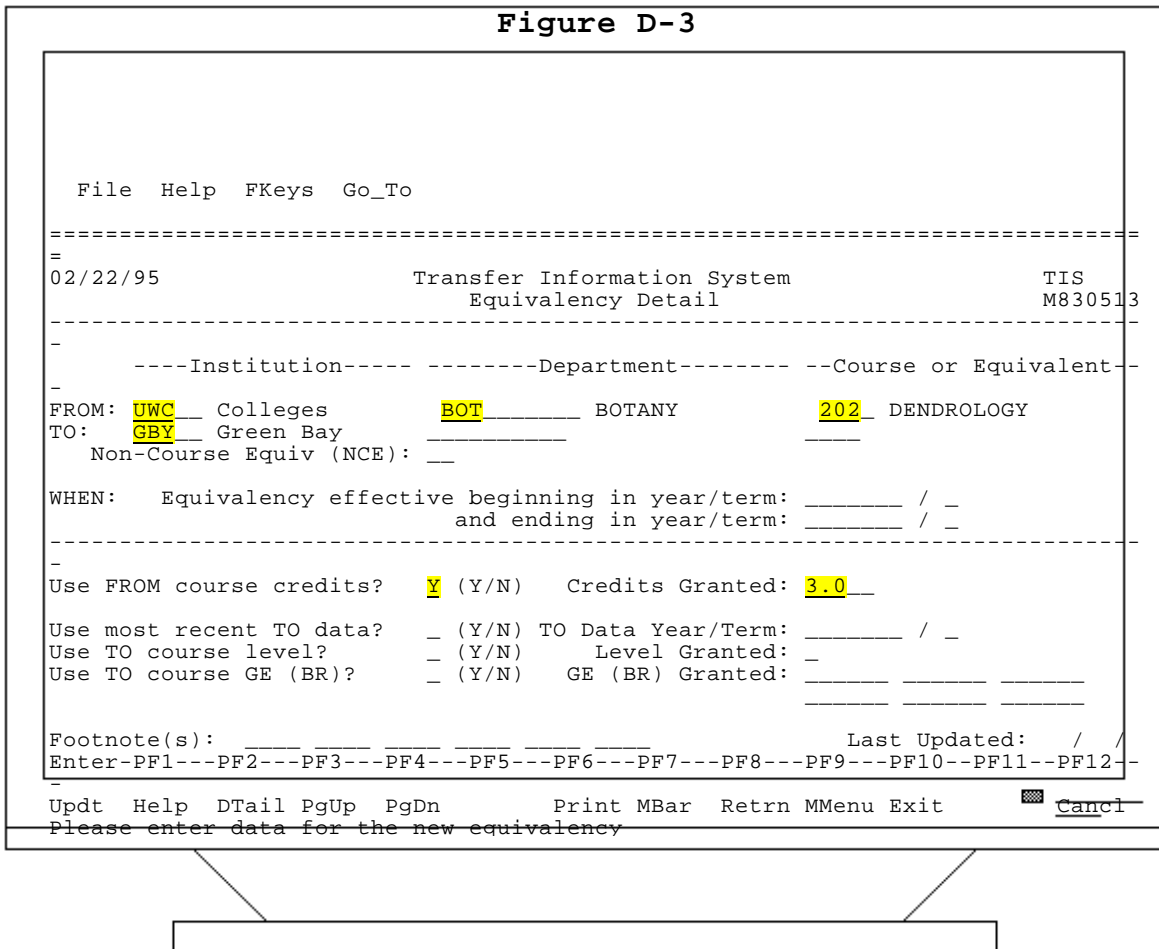 Figure D-3
File  Help  FKeys  Go_To
==============================================================================
=
02/22/95                  Transfer Information System                  TIS
                              Equivalency Detail                       M830513
------------------------------------------------------------------------------
-
      ----Institution----- --------Department-------- --Course or Equivalent--
-
FROM: UWC__ Colleges        BOT_______ BOTANY          202_ DENDROLOGY
TO:   GBY__ Green Bay       __________                 ____
   Non-Course Equiv (NCE): __
WHEN:   Equivalency effective beginning in year/term: _______ / _
                             and ending in year/term: _______ / _
------------------------------------------------------------------------------
-
Use FROM course credits?   Y (Y/N)   Credits Granted: 3.0__
Use most recent TO data?   _ (Y/N) TO Data Year/Term: _______ / _
Use TO course level?       _ (Y/N)     Level Granted: _
Use TO course GE (BR)?     _ (Y/N)   GE (BR) Granted: ______ ______ ______
                                                      ______ ______ ______
Footnote(s):  ____ ____ ____ ____ ____ ____              Last Updated:   /  /
Enter-PF1---PF2---PF3---PF4---PF5---PF6---PF7---PF8---PF9---PF10--PF11--PF12--
-
Updt  Help  DTail PgUp  PgDn        Print MBar  Retrn MMenu Exit        Cancl
Please enter data for the new equivalency